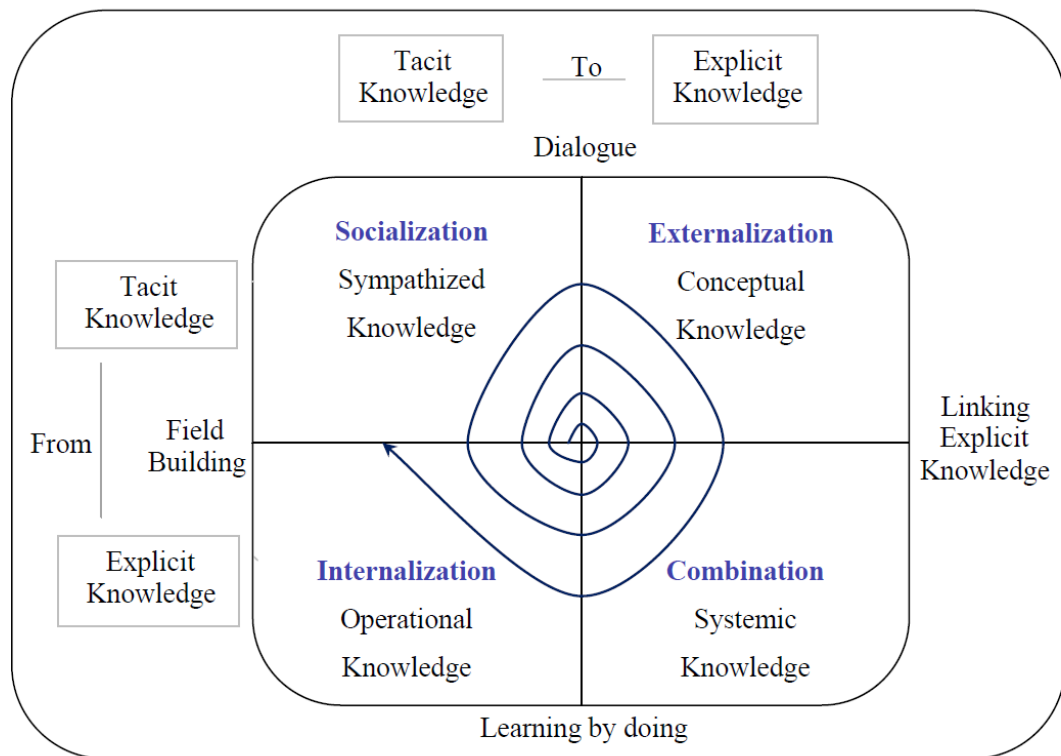 Tacit
Knowledge
To
Explicit
Knowledge
Dialogue
Socialization
Sympathized
Knowledge
Externalization
Conceptual
Knowledge
Tacit
Knowledge
From
Field
Building
Linking
Explicit
Knowledge
Explicit
Knowledge
Internalization
Operational
Knowledge
Combination
Systemic
Knowledge
Learning by doing